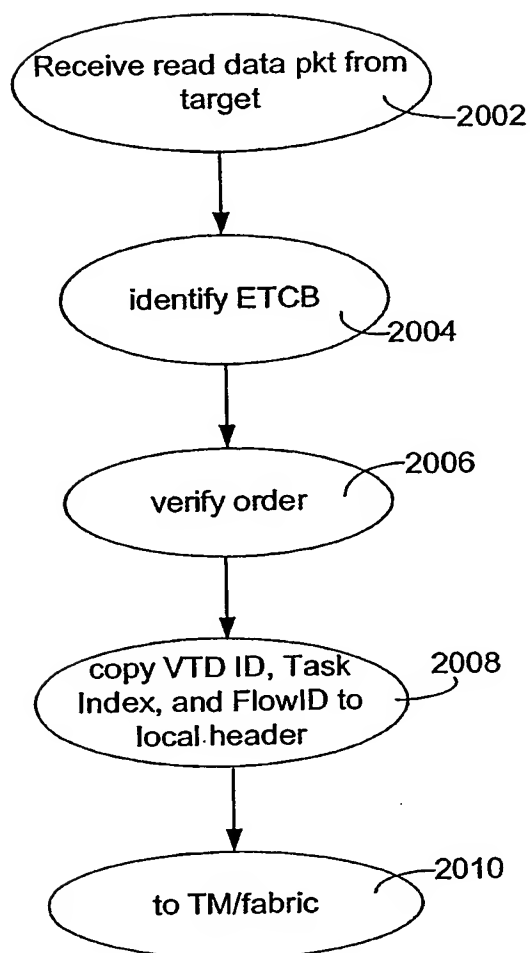 Receive read data pkt from
target
2002
identify ETCB
2004
2006
verify order
copy VTD ID, Task
Index, and FlowID to
local header
2008
2010
to TM/fabric